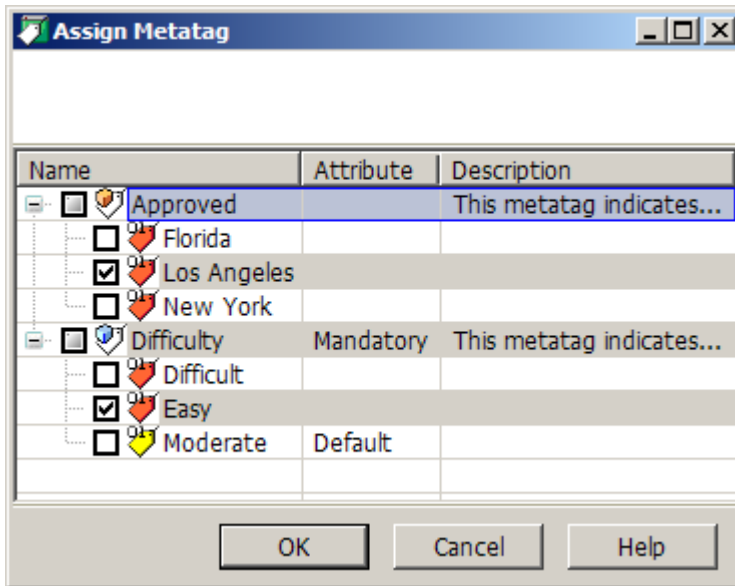 Assign Metatag
Name Attribute Description
Approved This metatag indicates...
Florida
Los Angeles
New York
Difficulty Mandatory This metatag indicates...
Difficult
Easy
Moderate Default
OK Cancel Help